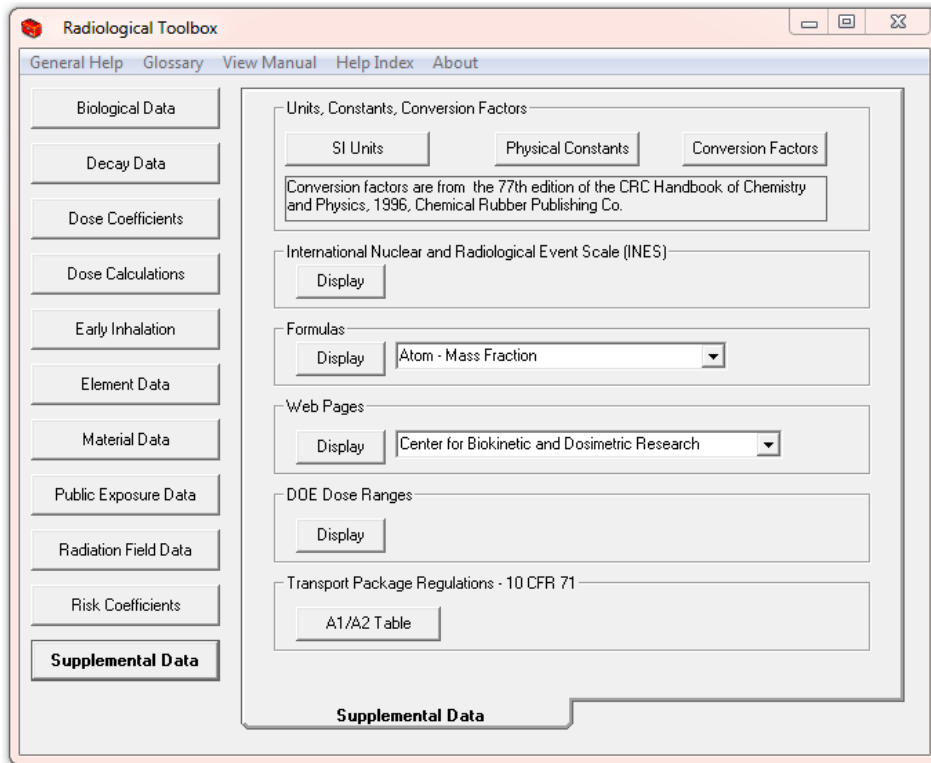 Radiological Toolbox
General Help Glossary View Manual Help Index About
Biological Data
Decay Data
Dose Coefficients
Dose Calculations
Early Inhalation
Element Data
Material Data
Public Exposure Data
Radiation Field Data
Risk Coefficients
Supplemental Data
Units, Constants, Conversion Factors
SI Units
Physical Constants
Conversion Factors
Conversion factors are from the 77th edition of the CRC Handbook of Chemistry
and Physics, 1996, Chemical Rubber Publishing Co.
International Nuclear and Radiological Event Scale (INES)
Display
Formulas
Display
Atom - Mass Fraction
Web Pages
Display
Center for Biokinetic and Dosimetric Research
DOE Dose Ranges
Display
Transport Package Regulations - 10 CFR 71
A1/A2 Table
Supplemental Data